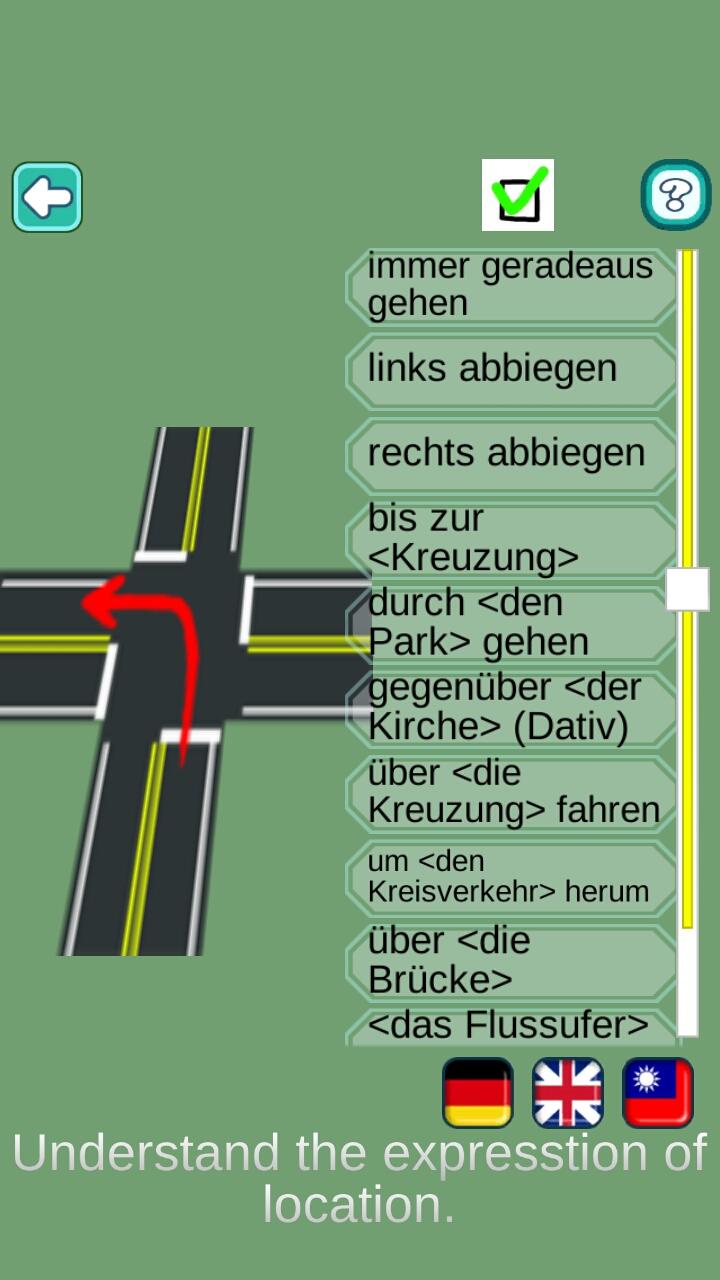 immer geradeaus
gehen
links abbiegen
rechts abbiegen
bis zur
<Kreuzung>
durch <den
Park> gehen
gegenüber <der
Kirche> (Dativ)
über <die
Kreuzung> fahren
um <den
Kreisverkehr> herum
über <die
Brücke>
<das Flussufer>
Understand the expresstion of
location.